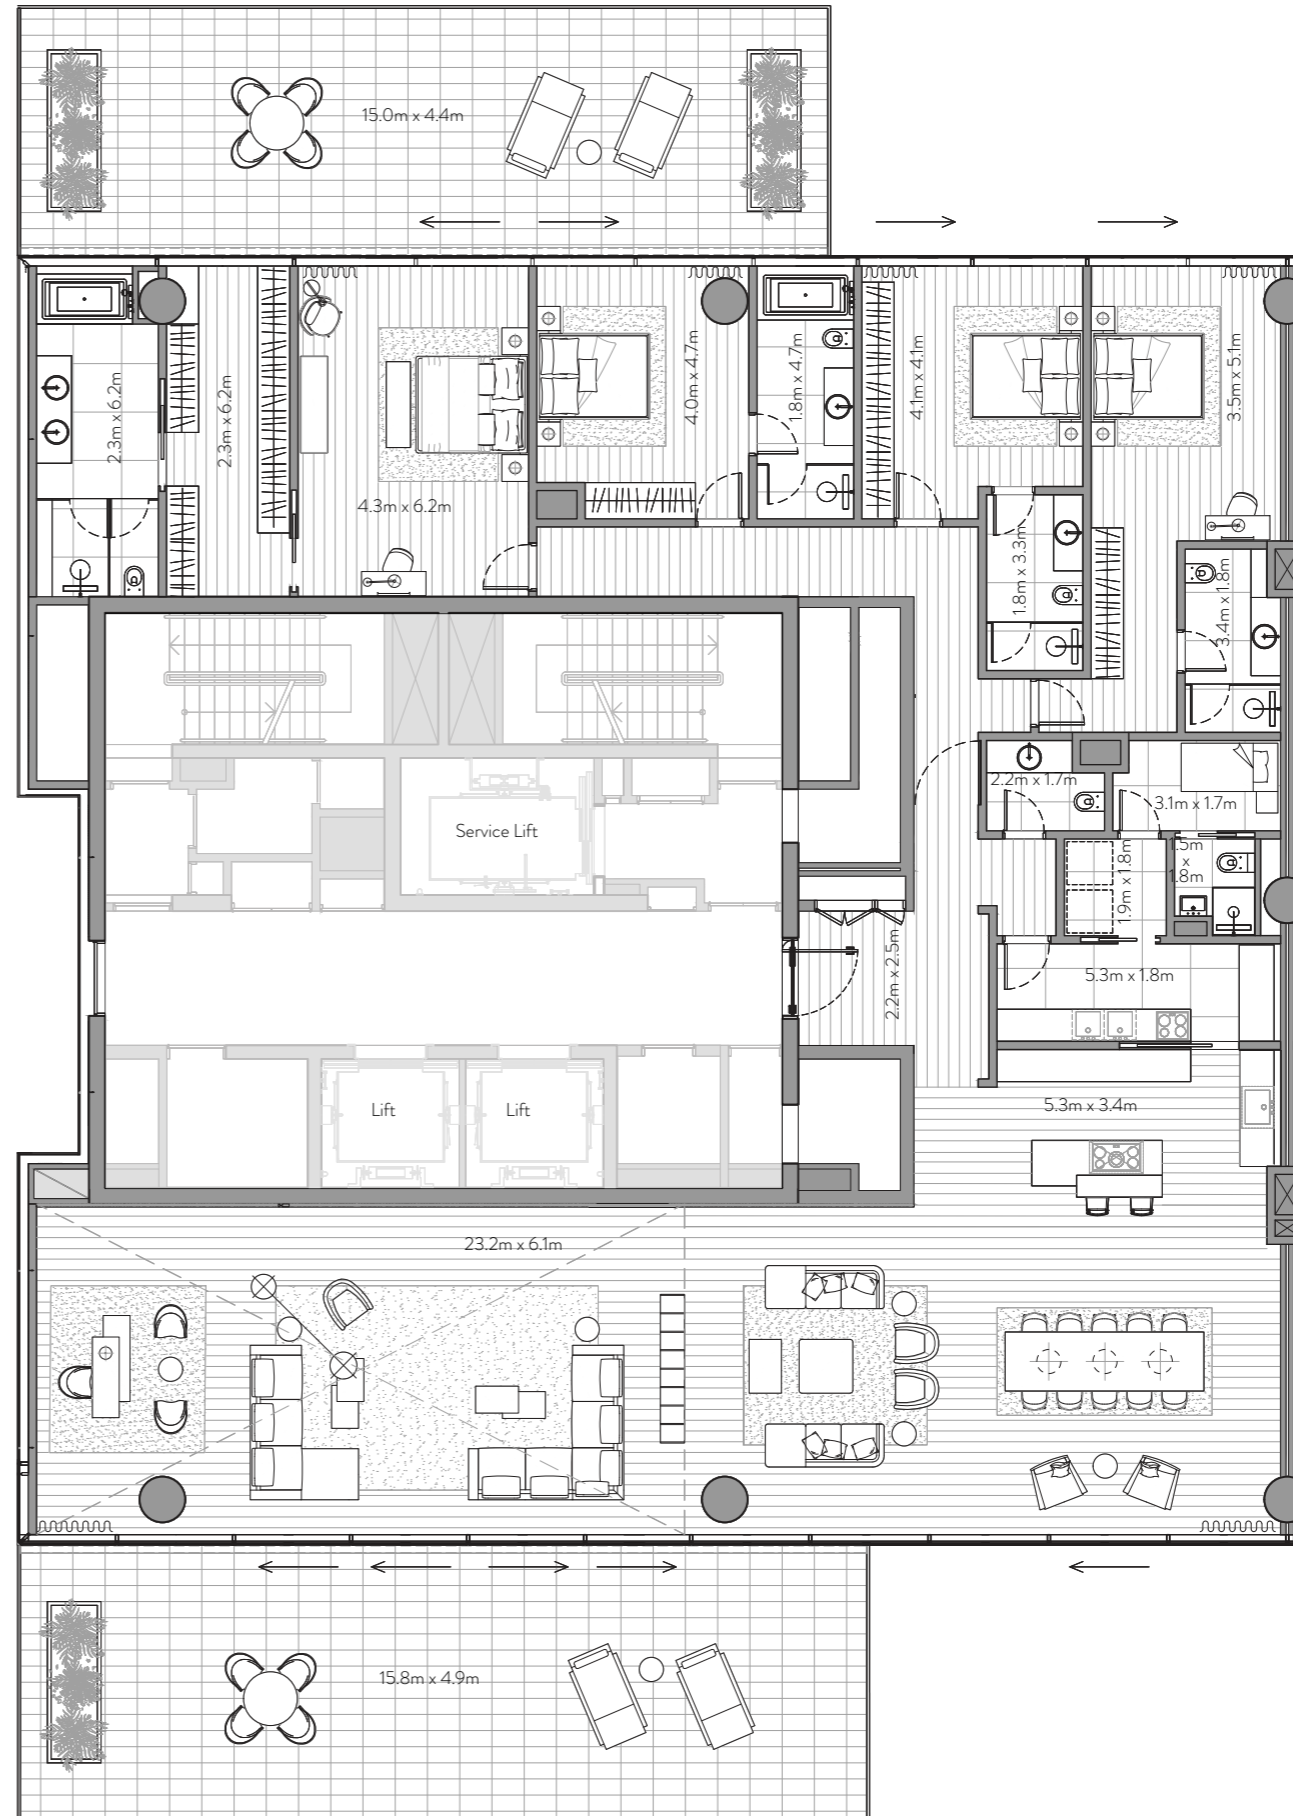 15.0m x 4.4m
2.3m x 6.2m
2.3m x 6.2m
4.3m x 6.2m
4.0m x 4.7m
1.8m x 4.7m
4.1m x 4.1m
3.5m x 5.1m
1.8m x 3.3m
3.4m x 1.8m
2.2m x 1.7m
3.1m x 1.7m
Service Lift
1.9m x 1.8m
1.5m
x
1.8m
2.2m x 2.5m
5.3m x 1.8m
Lift
Lift
5.3m x 3.4m
23.2m x 6.1m
15.8m x 4.9m